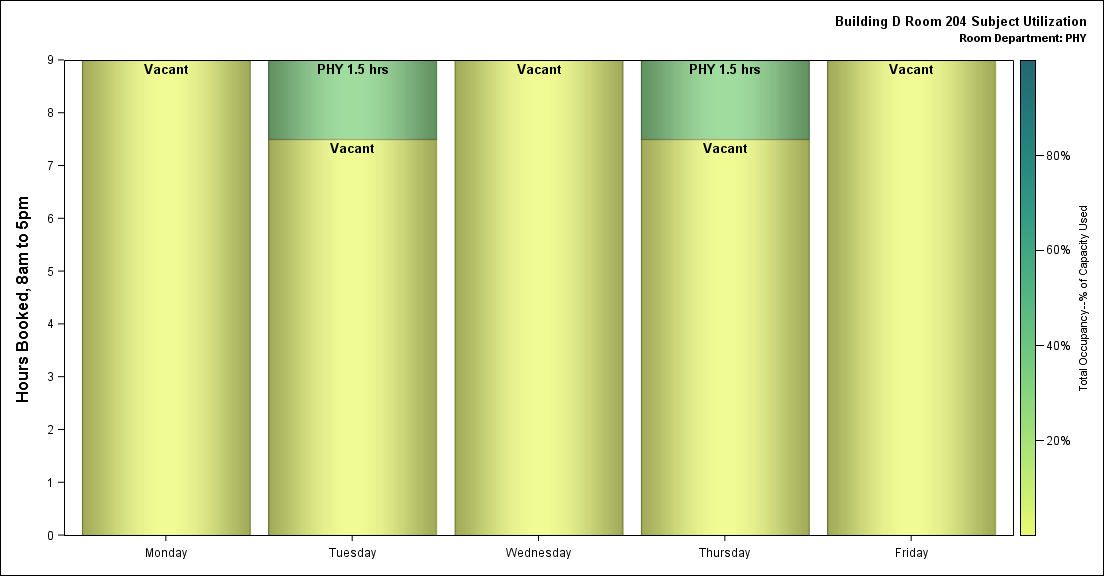 Building D Room 204 Subject Utilization
Room Department: PHY
Hours Booked, 8am to 5pm
9
8
7
6
5
4
3
2
1
0
Vacant
PHY 1.5 hrs
Vacant
Vacant
PHY 1.5 hrs
Vacant
Vacant
Monday
Tuesday
Wednesday
Thursday
Friday
80%
60%
40%
20%
Total Occupancy--% of Capacity Used